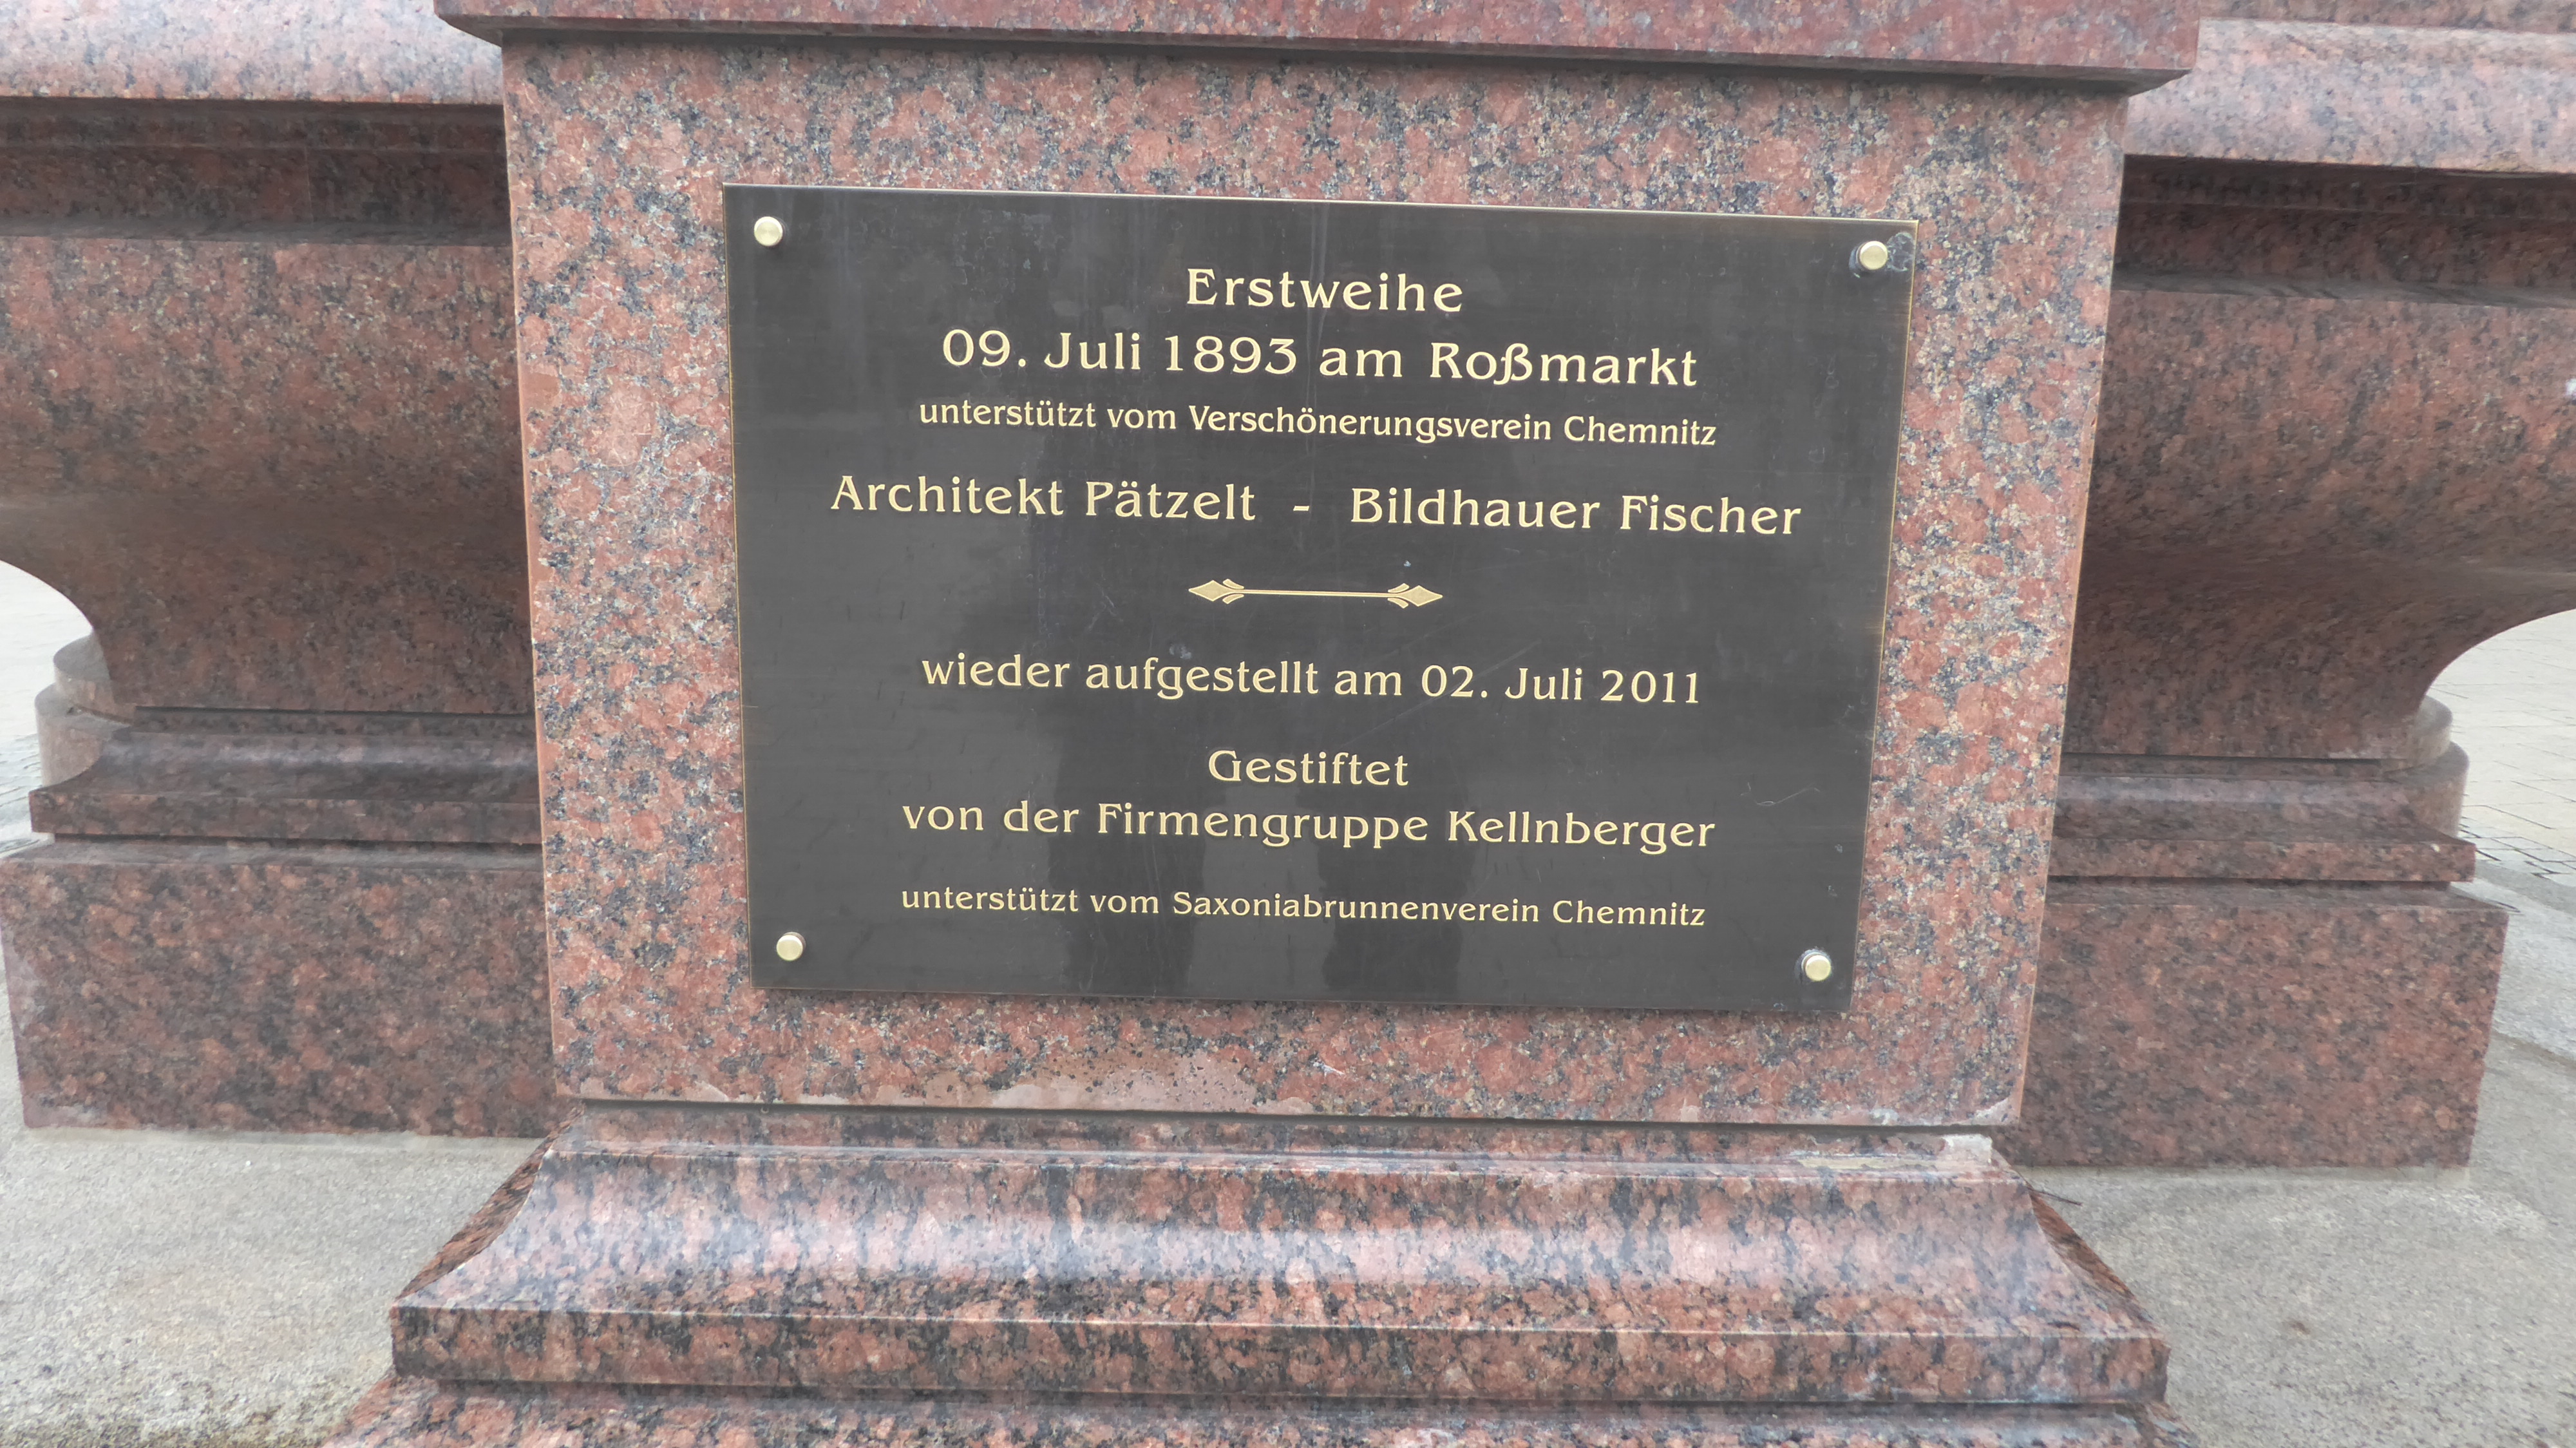 Erstweihe
09. Juli 1893 am Roßmarkt
unterstützt vom Verschönerungsverein Chemnitz
Architekt Pätzelt - Bildhauer Fischer
wieder aufgestellt am 02. Juli 2011
Gestiftet
von der Firmengruppe Kellnberger
unterstützt vom Saxoniabrunnenverein Chemnitz